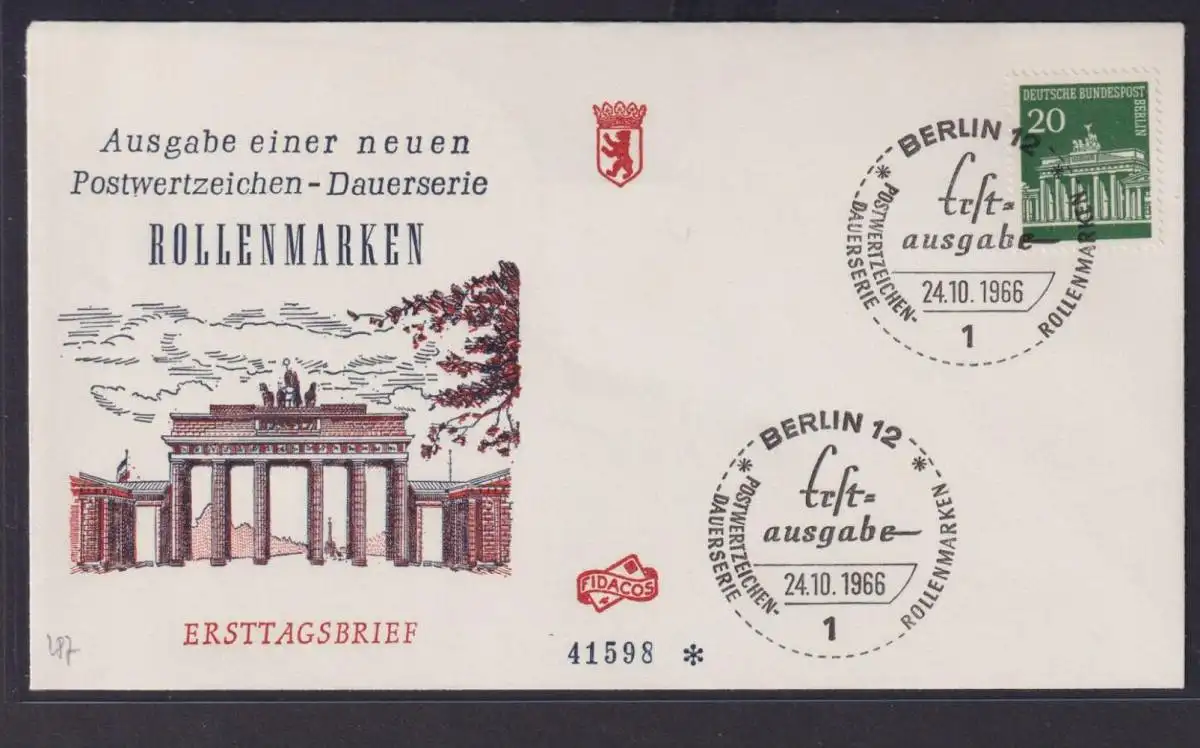 Ausgabe einer neuen
Postwertzeichen - Dauerserie
ROLLENMARKEN
ERSTTAGSBRIEF
287
FIDACOS
41598 *
DEUTSCHE BUNDESPOST
BERLIN
20
BERLIN 12
* POSTWERTZEICHEN-
-DAUERSERIE-
Erst=
ausgabe
24.10.1966
1
* ROLLENMARKEN
BERLIN 12
* POSTWERTZEICHEN-
-DAUERSERIE-
Erst=
ausgabe
24.10.1966
1
* ROLLENMARKEN